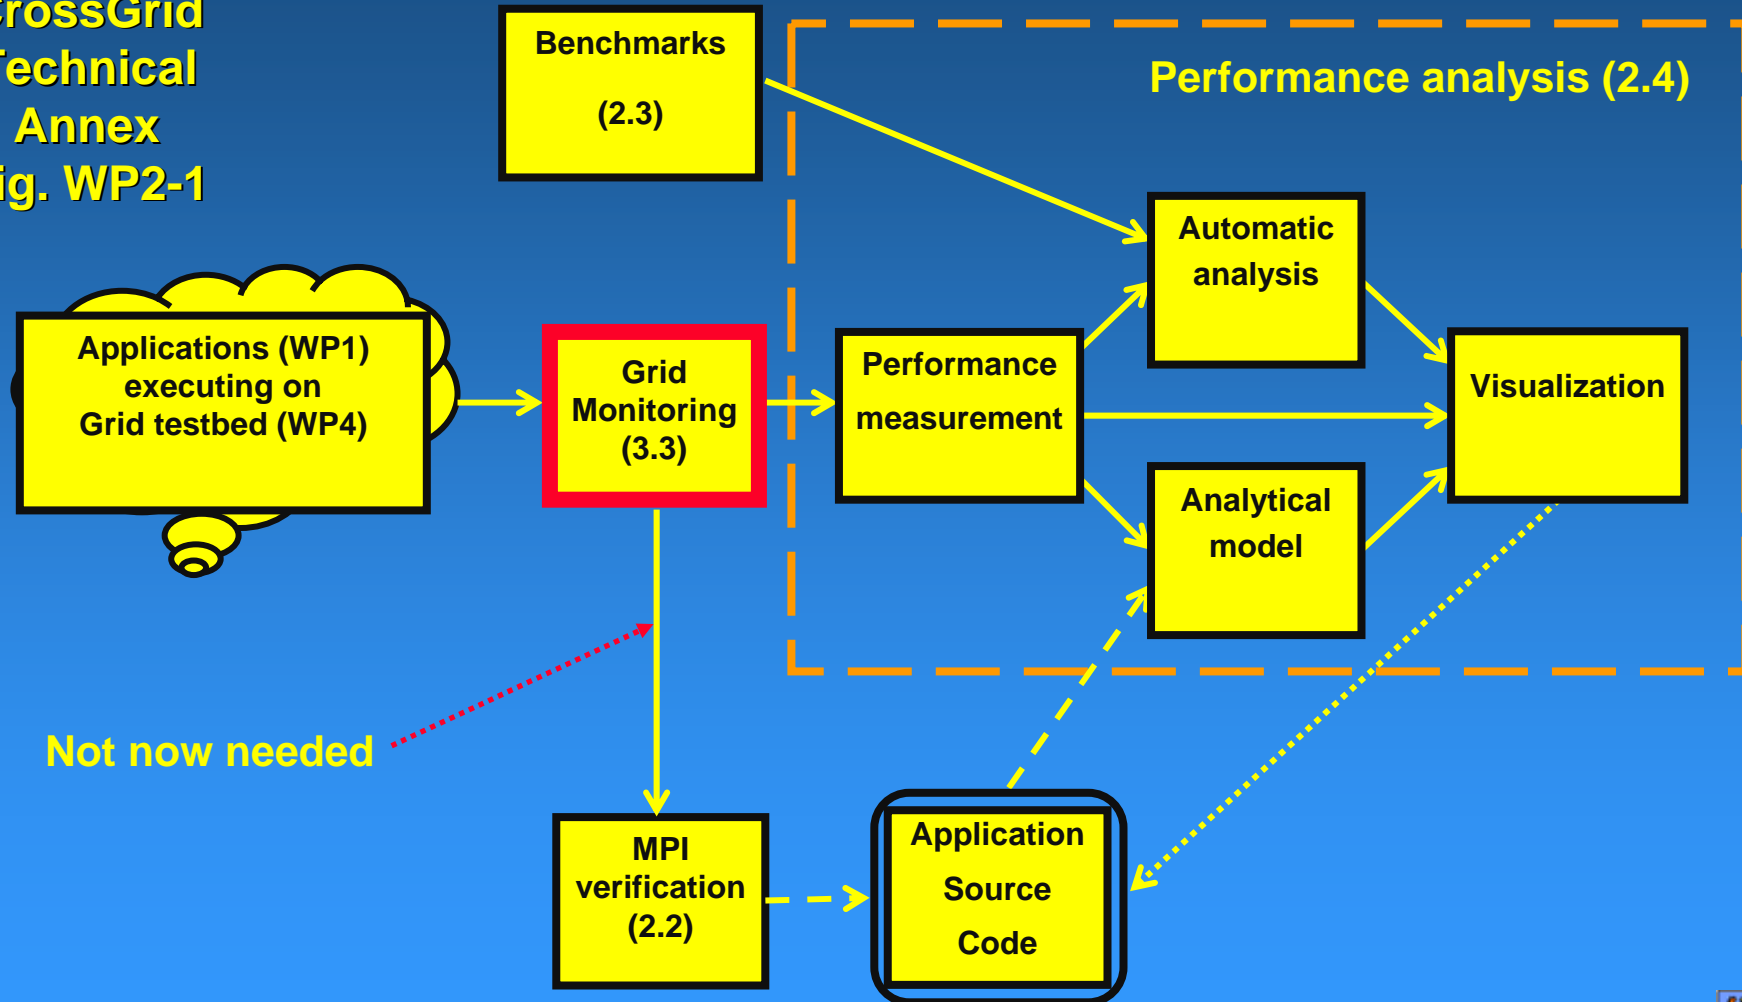 rossGrid
echnical
Annex
ig. WP2-1
Benchmarks
(2.3)
Performance analysis (2.4)
Automatic
analysis
Applications (WP1)
executing on
Grid testbed (WP4)
Grid
Monitoring
(3.3)
Performance
measurement
Visualization
Analytical
model
Not now needed
MPI
verification
(2.2)
Application
Source
Code